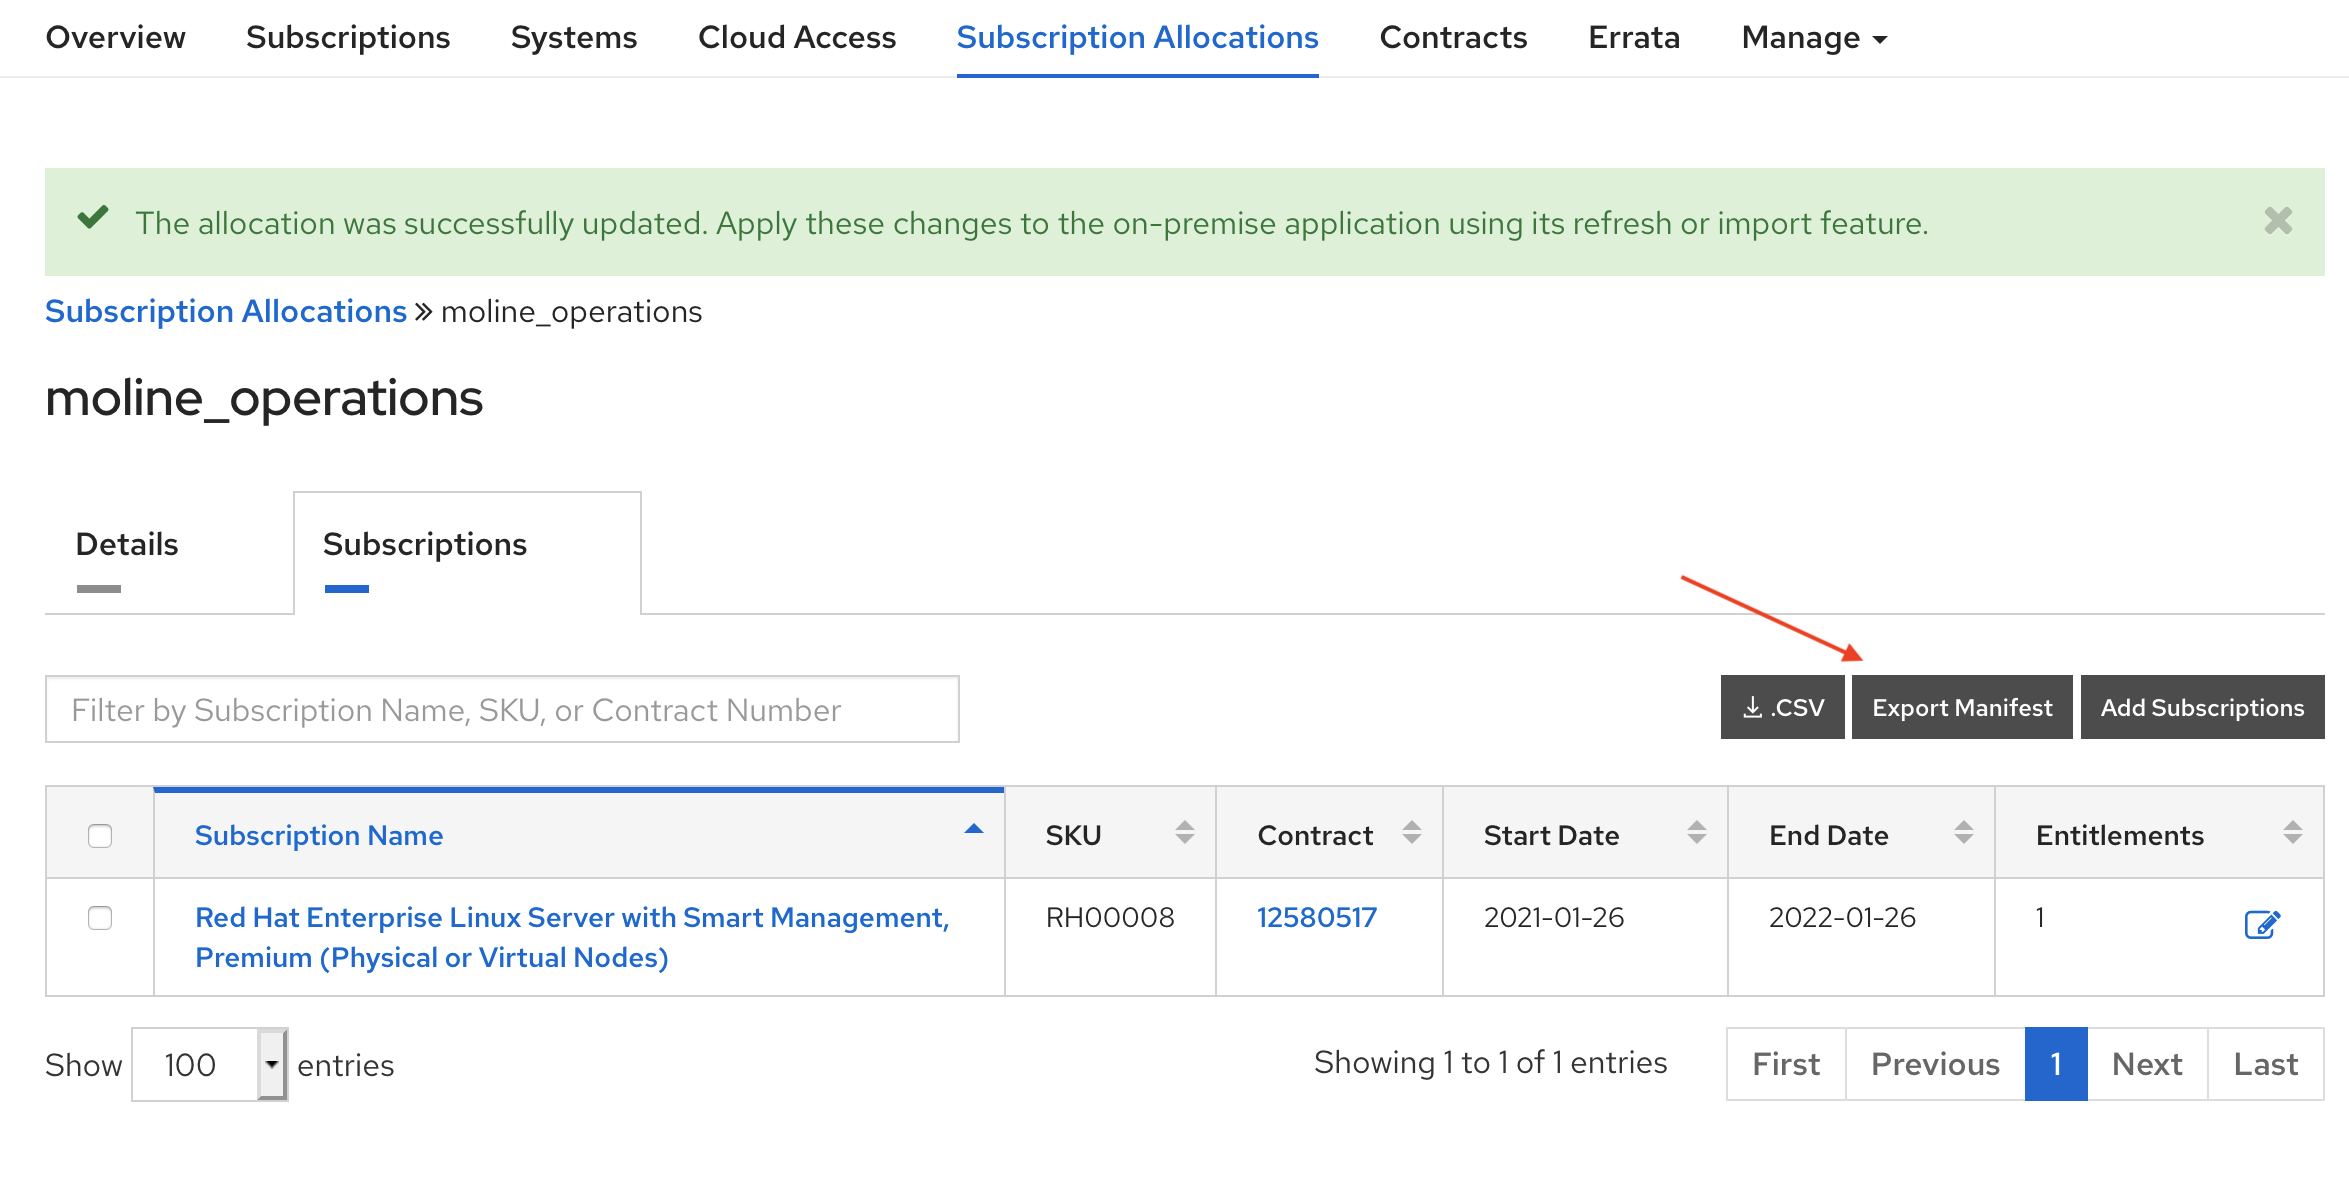 Overview Subscriptions Systems Cloud Access Subscription Allocations Contracts Errata Manage
The allocation was successfully updated. Apply these changes to the on-premise application using its refresh or import feature.
Subscription Allocations » moline_operations
moline_operations
Details Subscriptions
Filter by Subscription Name, SKU, or Contract Number .CSV Export Manifest Add Subscriptions
Subscription Name SKU Contract Start Date End Date Entitlements
Red Hat Enterprise Linux Server with Smart Management, RH00008 12580517 2021-01-26 2022-01-26 1
Premium (Physical or Virtual Nodes)
Show 100 entries Showing 1 to 1 of 1 entries First Previous 1 Next Last